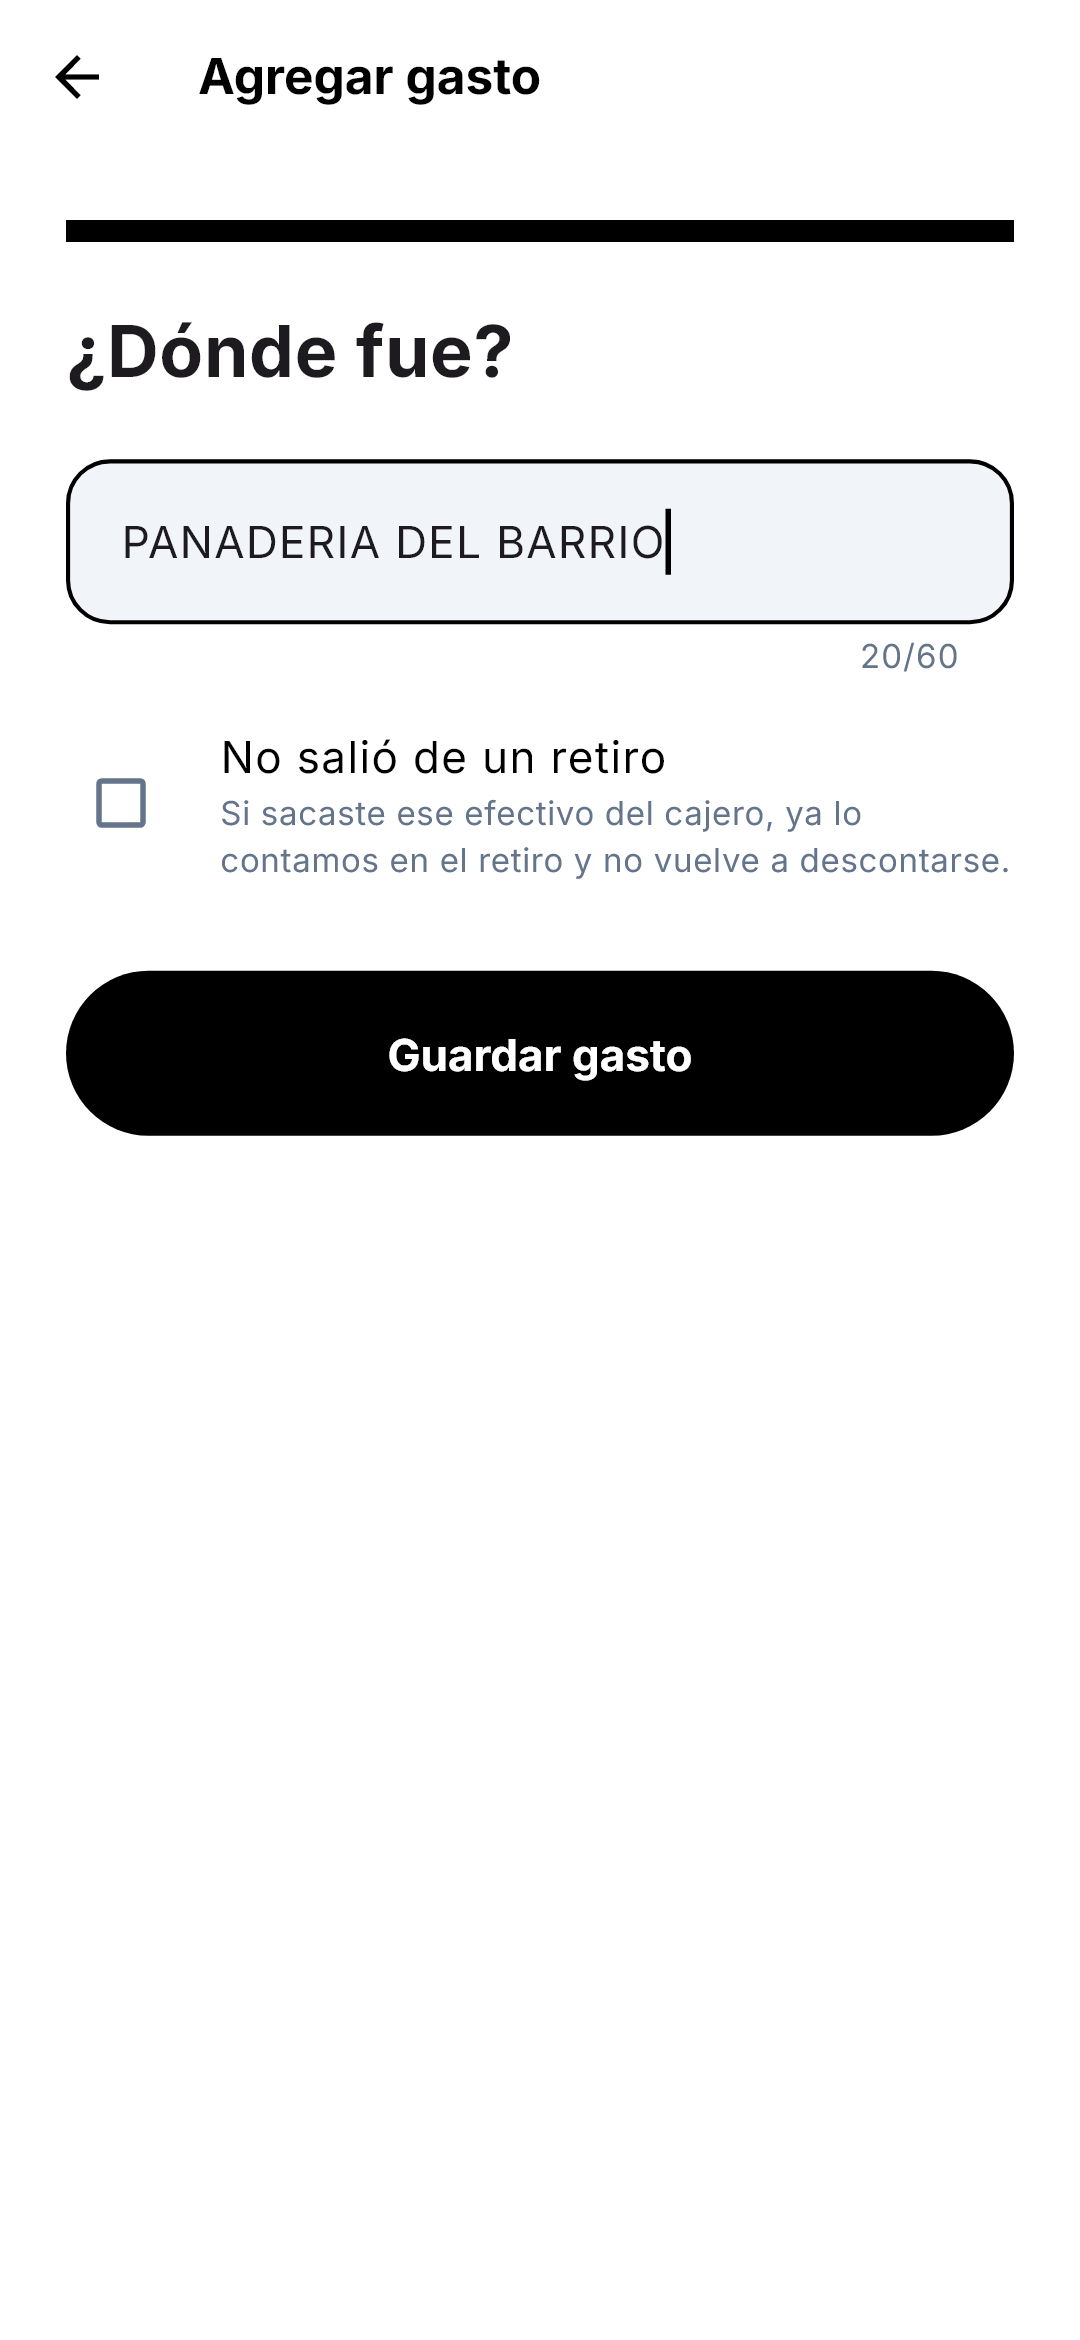 Agregar gasto
¿Dónde fue?
PANADERIA DEL BARRIO
20/60
No salió de un retiro
Si sacaste ese efectivo del cajero, ya lo
contamos en el retiro y no vuelve a descontarse.
Guardar gasto